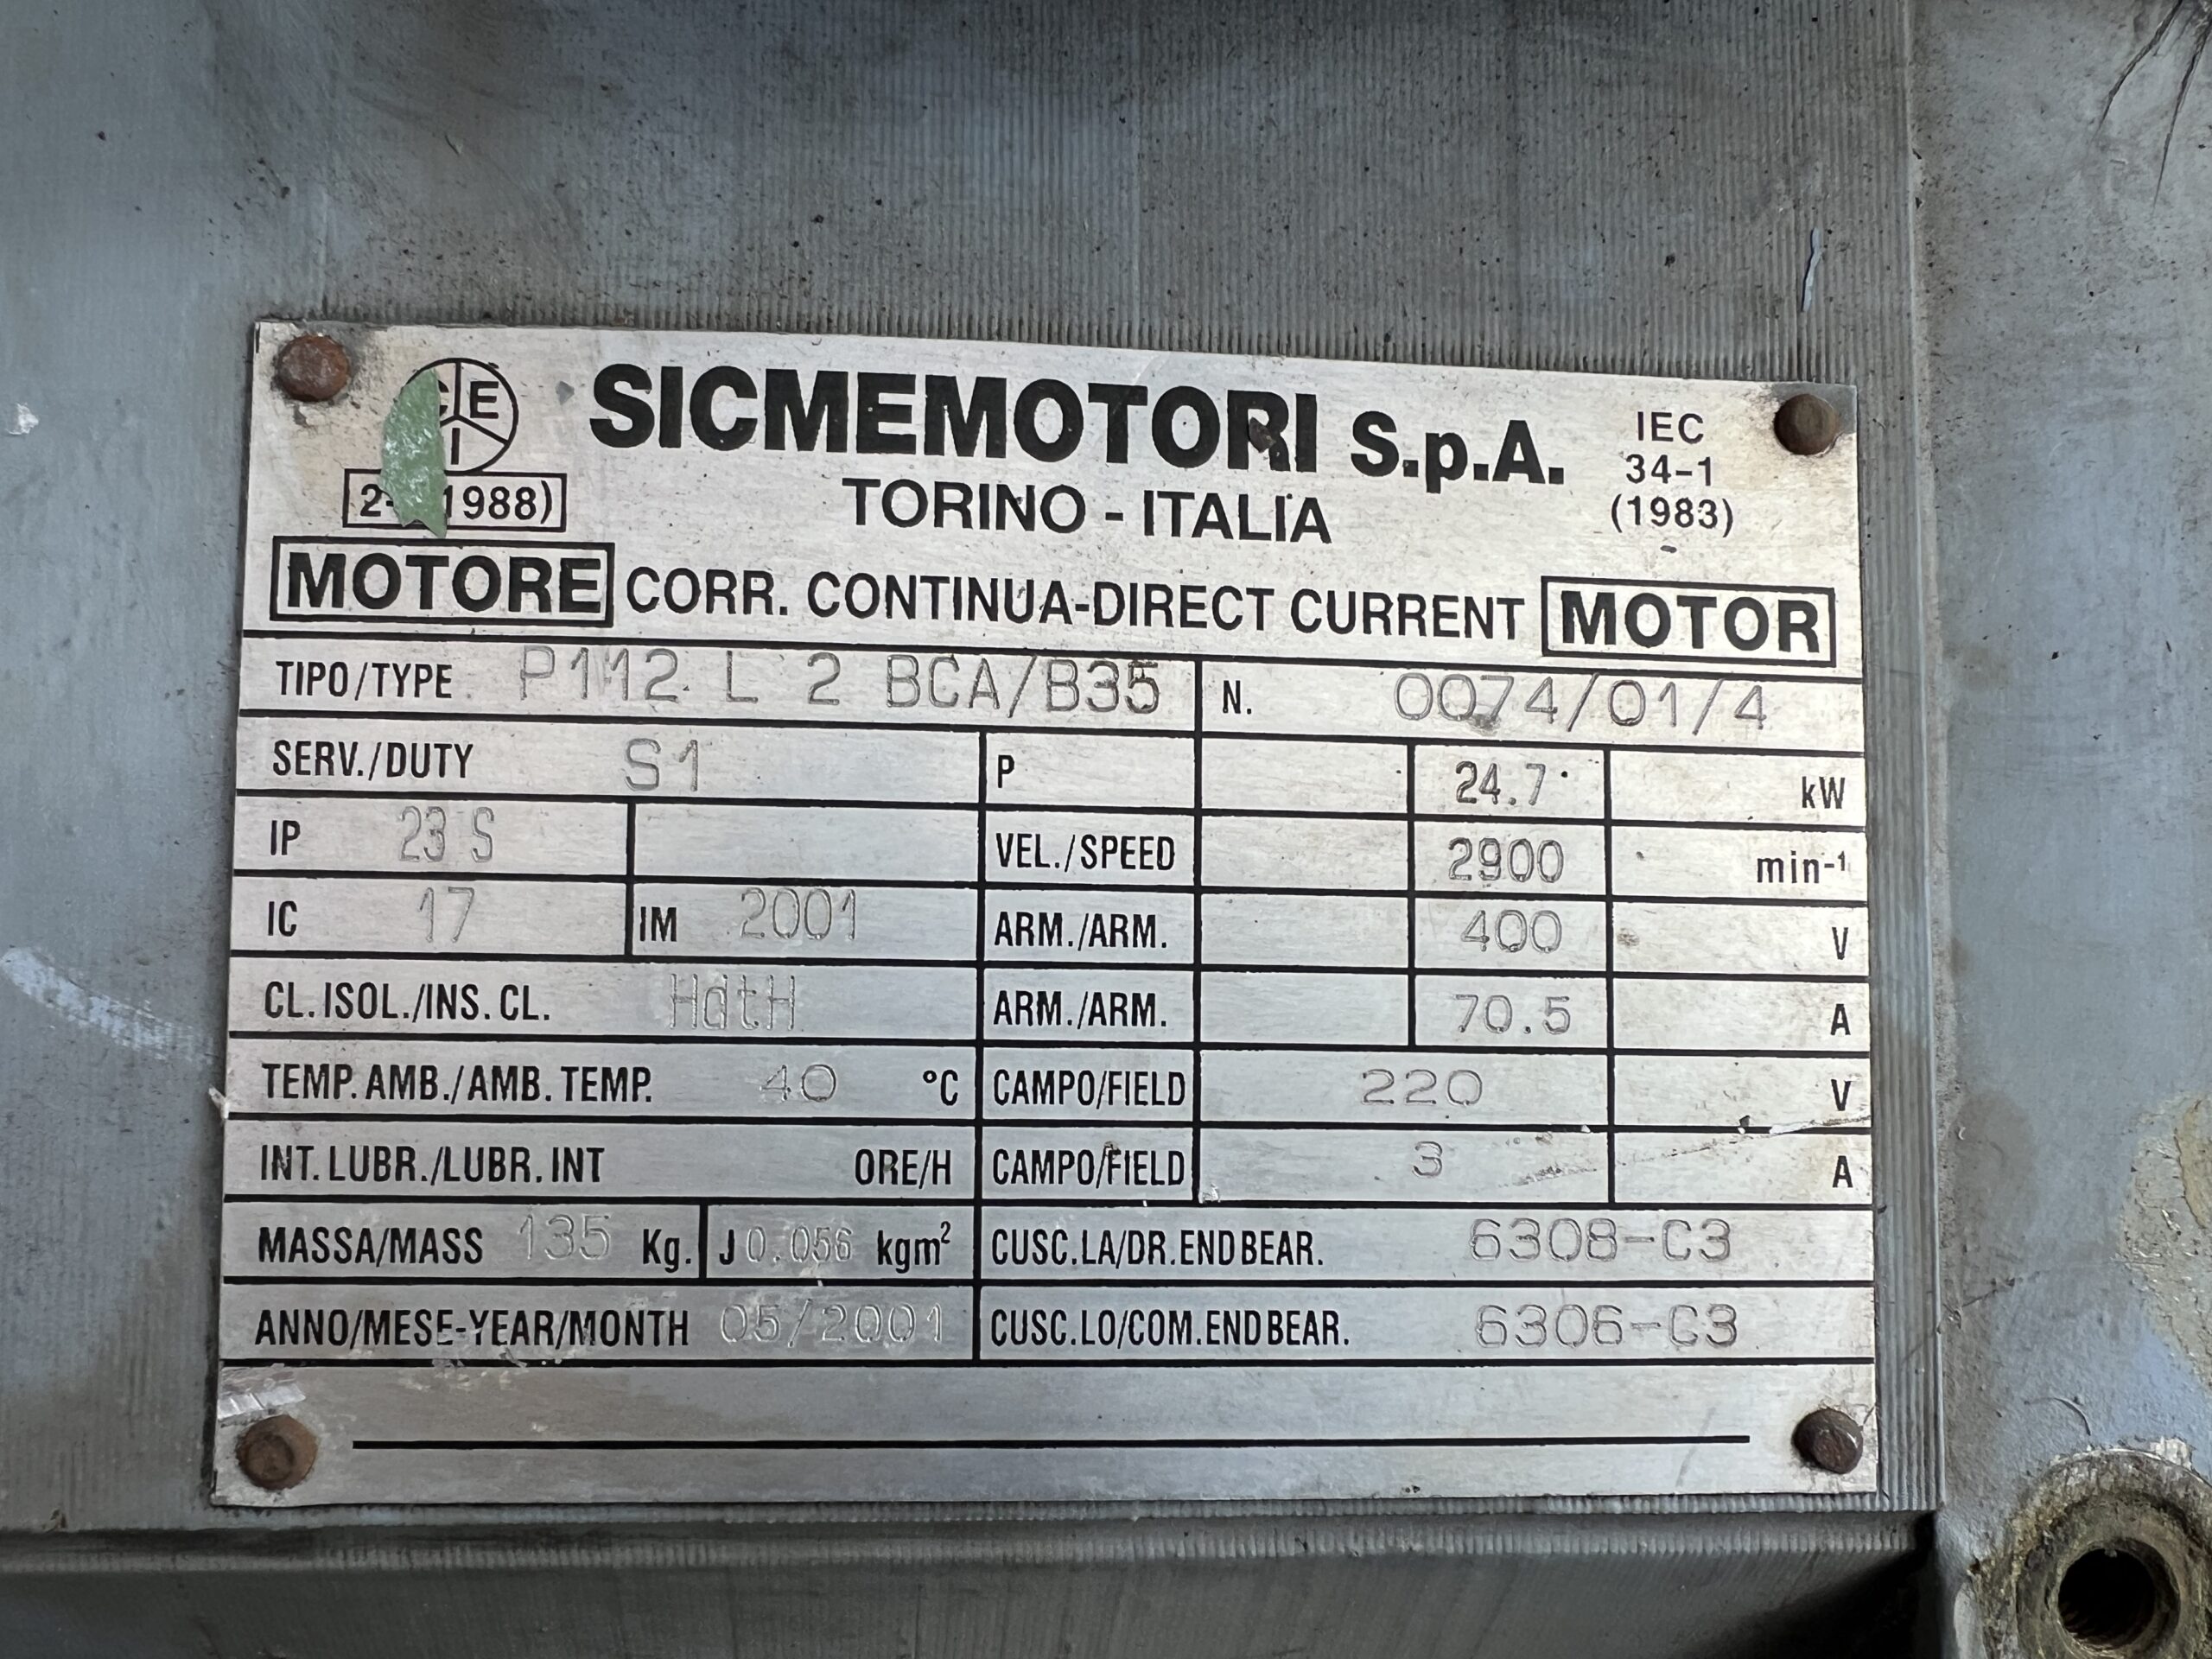 CEI
2- 1988)
SICMEMOTORI S.p.A.
TORINO - ITALIA
IEC
34-1
(1983)
MOTORE CORR. CONTINUA-DIRECT CURRENT MOTOR
TIPO/TYPE P112 L 2 BCA/B35 N. 0074/01/4
SERV./DUTY S1 P 24.7 kW
IP 23 S VEL./SPEED 2900 min-¹
IC 17 IM 2001 ARM./ARM. 400 V
CL.ISOL./INS.CL. HdtH ARM./ARM. 70.5 A
TEMP.AMB./AMB.TEMP. 40 °C CAMPO/FIELD 220 V
INT.LUBR./LUBR.INT ORE/H CAMPO/FIELD 3 A
MASSA/MASS 135 Kg. J 0.056 kgm² CUSC.LA/DR.END BEAR. 6308-C3
ANNO/MESE-YEAR/MONTH 05/2001 CUSC.LO/COM.END BEAR. 6306-C3